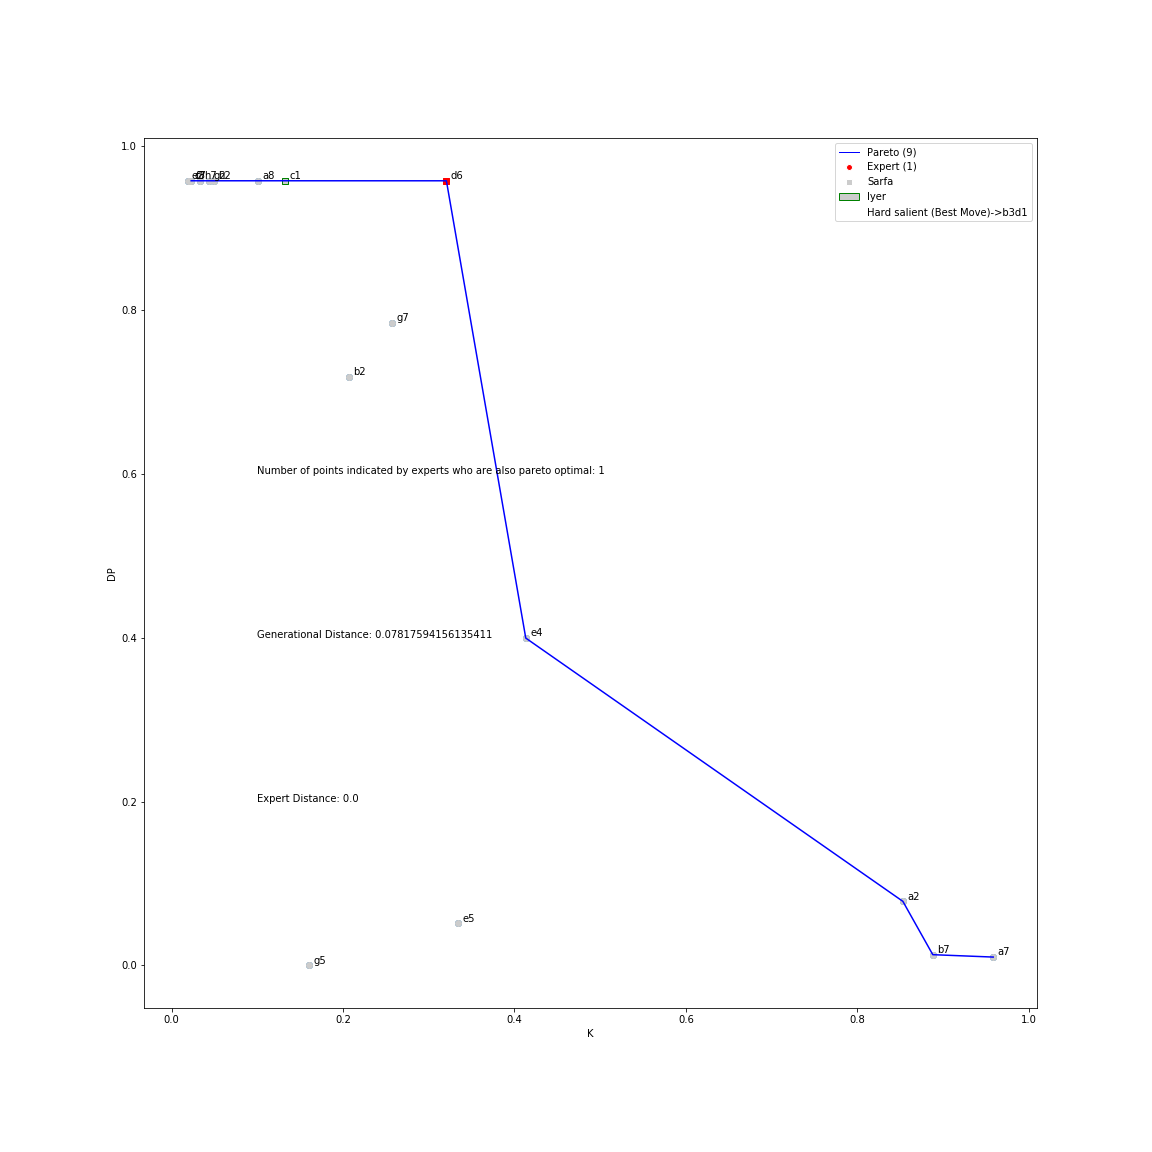 1.0
0.8
0.6
0.4
0.2
0.0
DP
0.0
0.2
0.4
0.6
0.8
1.0
K
Pareto (9)
Expert (1)
Sarfa
Iyer
Hard salient (Best Move)->b3d1
a8
c1
d6
g7
b2
Number of points indicated by experts who are also pareto optimal: 1
Generational Distance: 0.07817594156135411
e4
Expert Distance: 0.0
a2
e5
b7
a7
g5